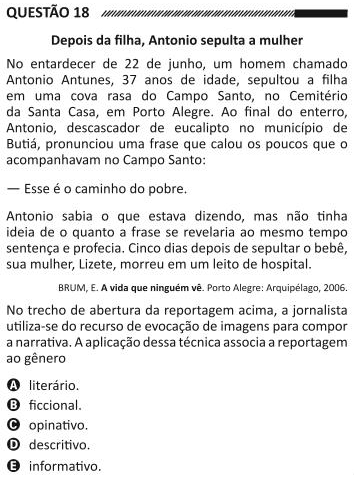 QUESTÃO 18
Depois da filha, Antonio sepulta a mulher
No entardecer de 22 de junho, um homem chamado
Antonio Antunes, 37 anos de idade, sepultou a filha
em uma cova rasa do Campo Santo, no Cemitério
da Santa Casa, em Porto Alegre. Ao final do enterro,
Antonio, descascador de eucalipto no município de
Butiá, pronunciou uma frase que calou os poucos que o
acompanhavam no Campo Santo:
— Esse é o caminho do pobre.
Antonio sabia o que estava dizendo, mas não tinha
ideia de o quanto a frase se revelaria ao mesmo tempo
sentença e profecia. Cinco dias depois de sepultar o bebê,
sua mulher, Lizete, morreu em um leito de hospital.
BRUM, E. A vida que ninguém vê. Porto Alegre: Arquipélago, 2006.
No trecho de abertura da reportagem acima, a jornalista
utiliza-se do recurso de evocação de imagens para compor
a narrativa. A aplicação dessa técnica associa a reportagem
ao gênero
A literário.
B ficcional.
C opinativo.
D descritivo.
E informativo.